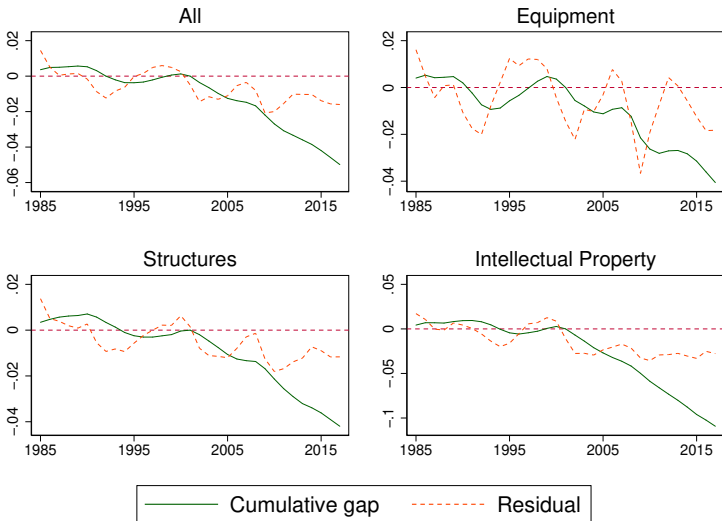 All
.02
0
-.02
-.04
-.06
1985 1995 2005 2015
Equipment
.02
0
-.02
-.04
1985 1995 2005 2015
Structures
.02
0
-.02
-.04
1985 1995 2005 2015
Intellectual Property
.05
0
-.05
-.1
1985 1995 2005 2015
Cumulative gap Residual